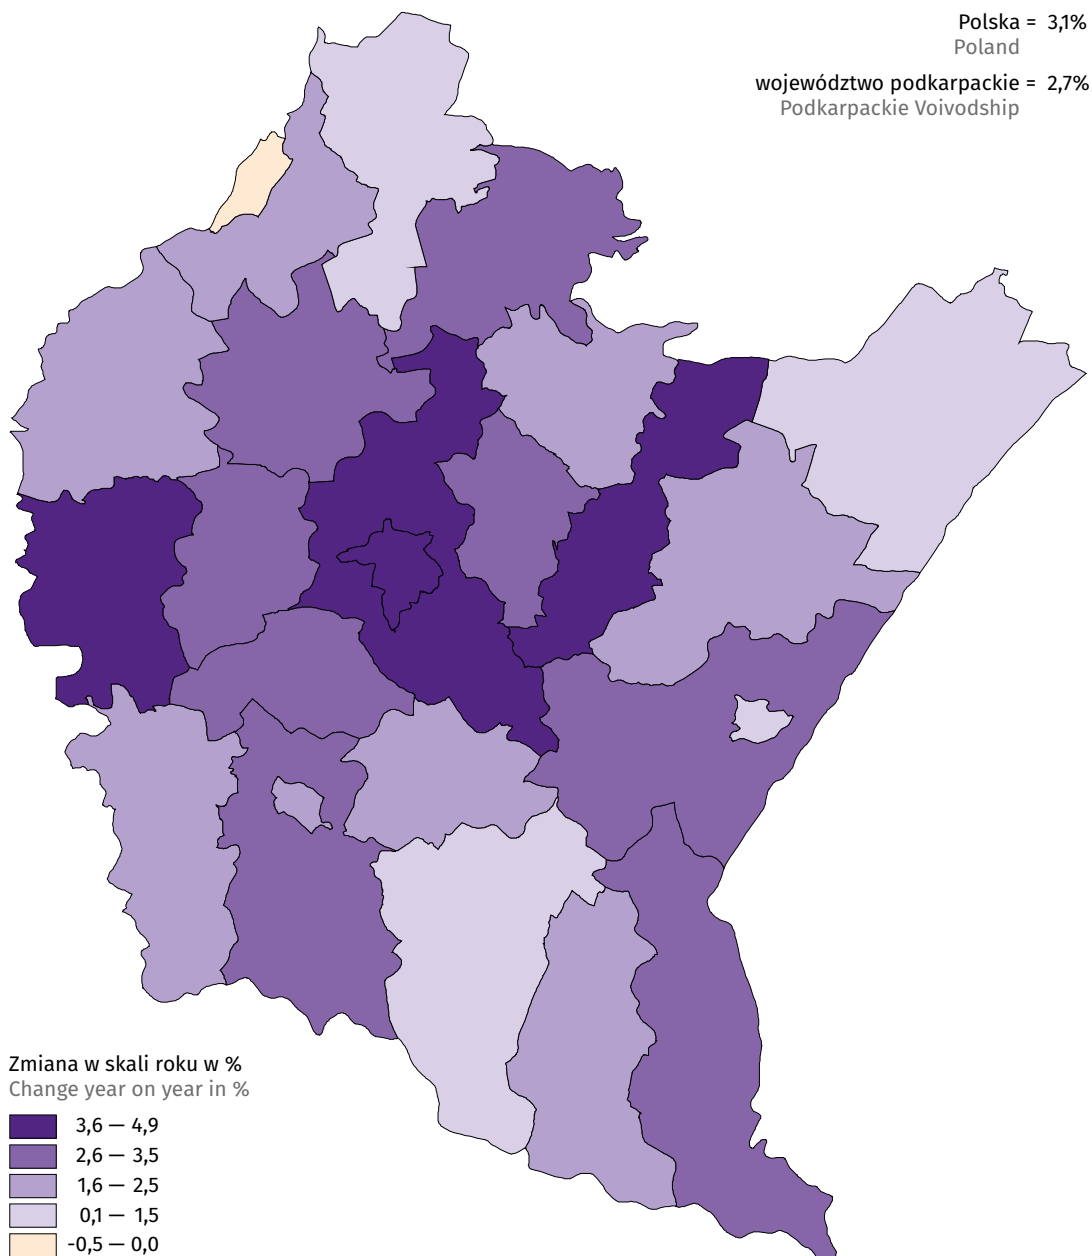 Polska = 3,1%
Poland
województwo podkarpackie = 2,7%
Podkarpackie Voivodship
Zmiana w skali roku w %
Change year on year in %
3,6 — 4,9
2,6 — 3,5
1,6 — 2,5
0,1 — 1,5
-0,5 — 0,0